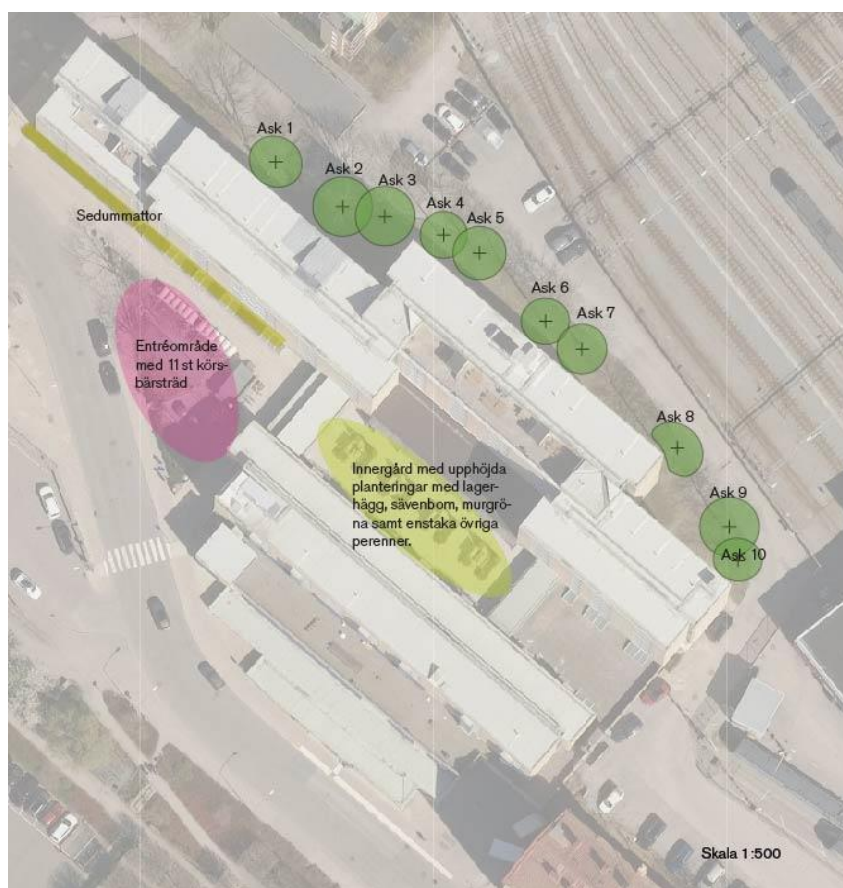 Ask 1
Ask 2
Ask 3
Ask 4
Ask 5
Sedummattor
Ask 6
Ask 7
Entréområde
med 11 st körs-
bärsträd
Ask 8
Innergård med upphöjda
planteringar med lager-
hägg, sävenbom, murgrö-
na samt enstaka övriga
perenner.
Ask 9
Ask 10
Skala 1:500